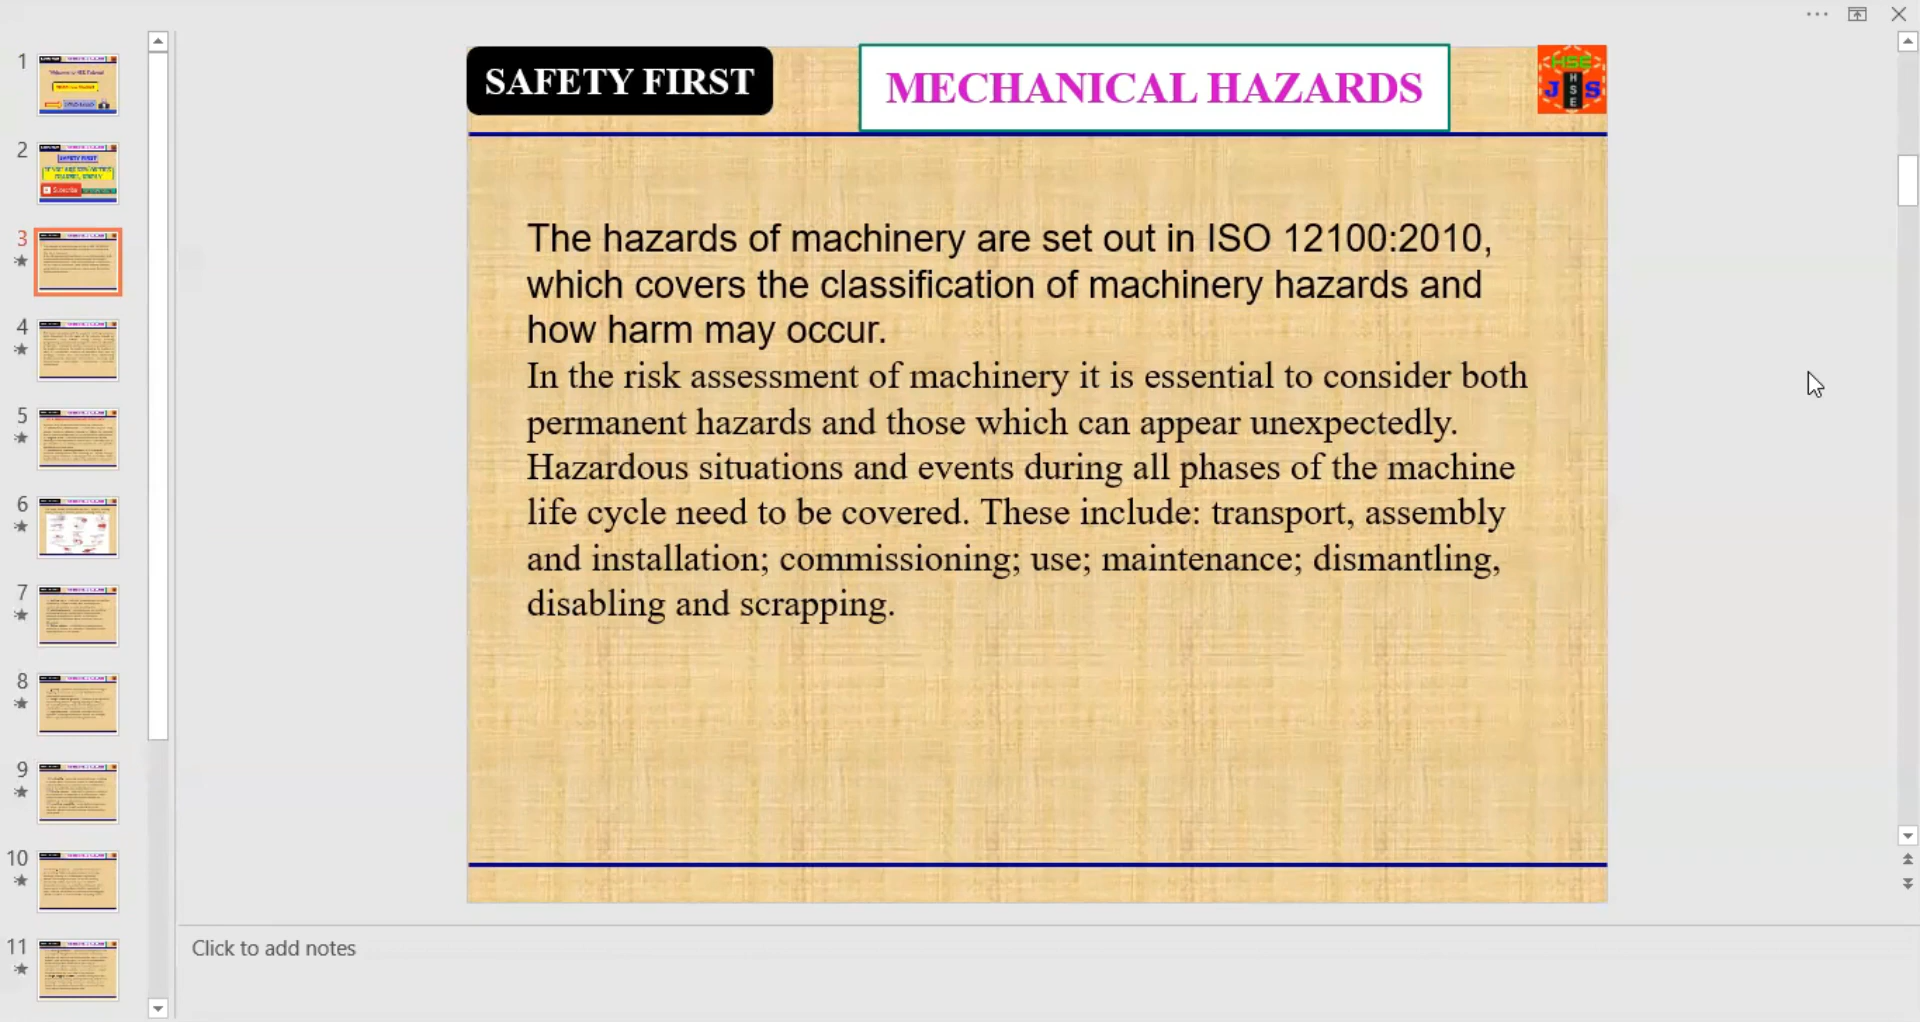 SAFETY FIRST
MECHANICAL HAZARDS
HSE
J HSE S
The hazards of machinery are set out in ISO 12100:2010,
which covers the classification of machinery hazards and
how harm may occur.
In the risk assessment of machinery it is essential to consider both
permanent hazards and those which can appear unexpectedly.
Hazardous situations and events during all phases of the machine
life cycle need to be covered. These include: transport, assembly
and installation; commissioning; use; maintenance; dismantling,
disabling and scrapping.
1
2
SAFETY FIRST
Subscribe
3
4
5
6
7
8
9
10
11
Click to add notes